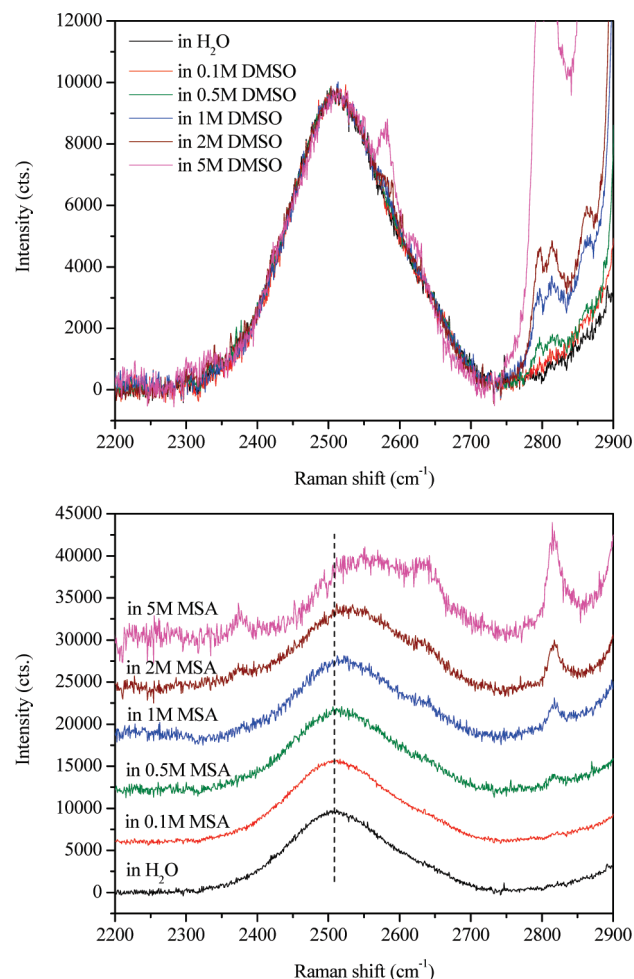 12000
10000
8000
6000
4000
2000
0
Intensity (cts.)
in H₂O
in 0.1M DMSO
in 0.5M DMSO
in 1M DMSO
in 2M DMSO
in 5M DMSO
2200 2300 2400 2500 2600 2700 2800 2900
Raman shift (cm⁻¹)
45000
40000
35000
30000
25000
20000
15000
10000
5000
0
Intensity (cts.)
in 5M MSA
in 2M MSA
in 1M MSA
in 0.5M MSA
in 0.1M MSA
in H₂O
2200 2300 2400 2500 2600 2700 2800 2900
Raman shift (cm⁻¹)